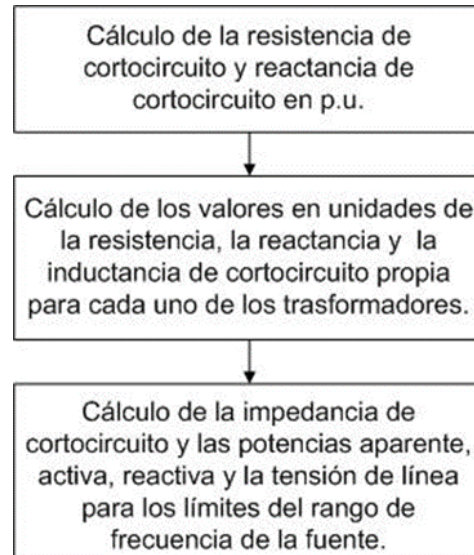 Cálculo de la resistencia de
cortocircuito y reactancia de
cortocircuito en p.u.
Cálculo de los valores en unidades de
la resistencia, la reactancia y la
inductancia de cortocircuito propia
para cada uno de los trasformadores.
Cálculo de la impedancia de
cortocircuito y las potencias aparente,
activa, reactiva y la tensión de línea
para los límites del rango de
frecuencia de la fuente.